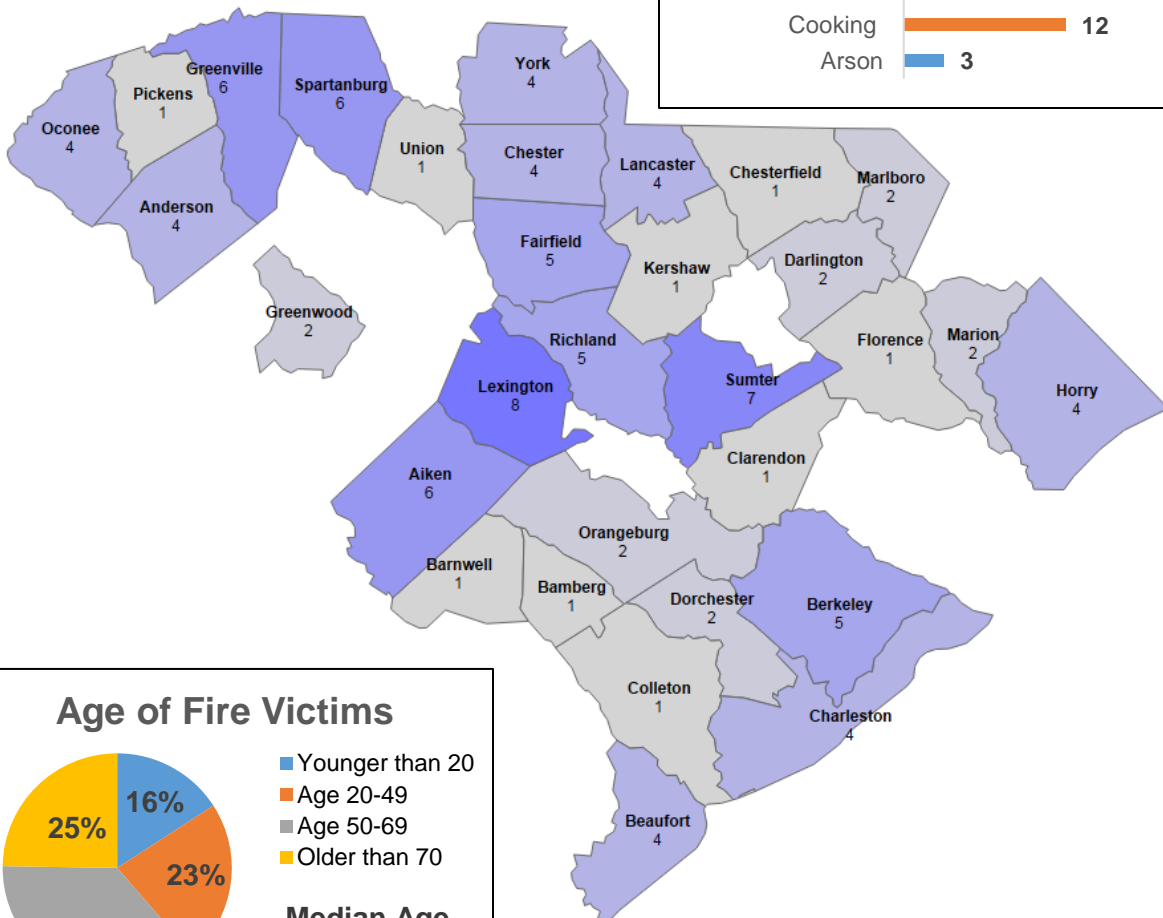 Cooking 12
Arson 3
Greenville
6
Spartanburg
6
York
4
Pickens
1
Oconee
4
Union
1
Chester
4
Lancaster
4
Chesterfield
1
Marlboro
2
Anderson
4
Fairfield
5
Kershaw
1
Darlington
2
Greenwood
2
Richland
5
Florence
1
Marion
2
Lexington
8
Sumter
7
Horry
4
Aiken
6
Clarendon
1
Orangeburg
2
Barnwell
1
Bamberg
1
Dorchester
2
Berkeley
5
Colleton
1
Charleston
4
Beaufort
4
Age of Fire Victims
16%
25%
23%
Younger than 20
Age 20-49
Age 50-69
Older than 70
Median Age